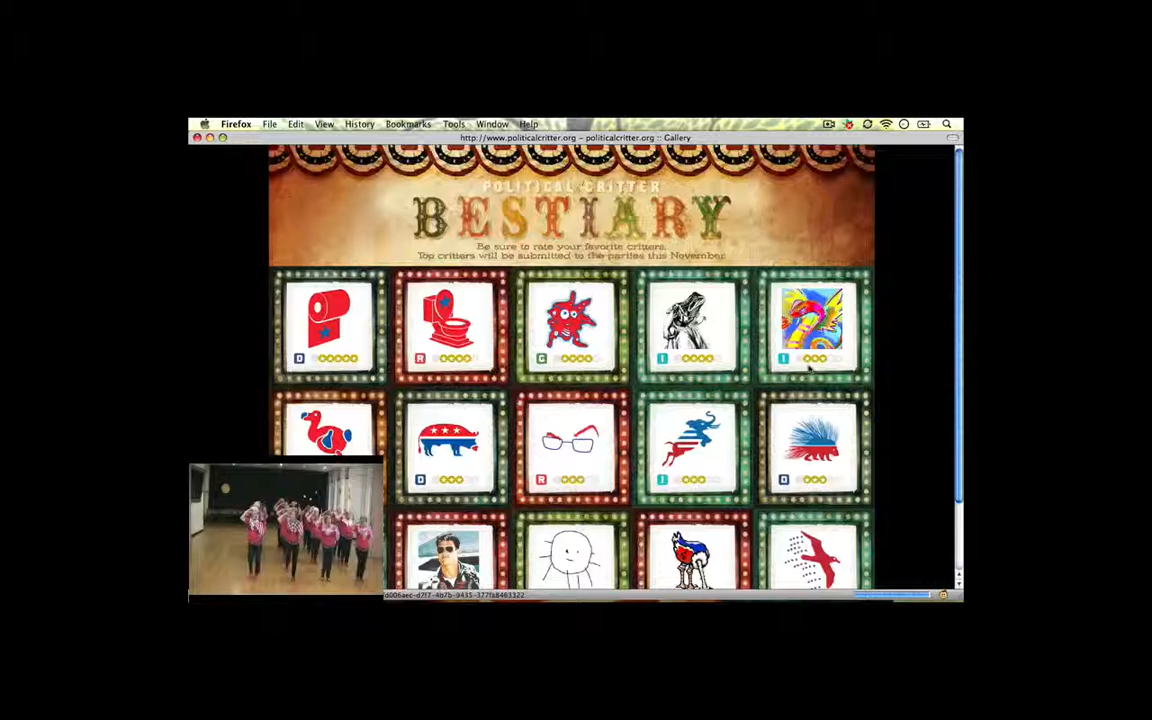 Firefox File Edit View History Bookmarks Tools Window Help
http://www.politicalcritter.org – politicalcritter.org :: Gallery
POLITICAL CRITTER
BESTIARY
Be sure to rate your favorite critters.
Top critters will be submitted to the parties this November.
D R G I I
D R I D